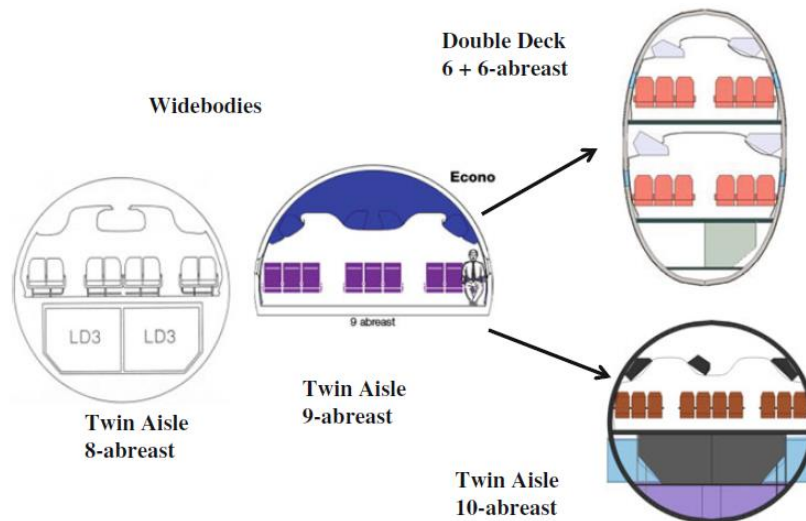 Double Deck
6 + 6-abreast
Widebodies
Econo
LD3
LD3
9 abreast
Twin Aisle
8-abreast
Twin Aisle
9-abreast
Twin Aisle
10-abreast